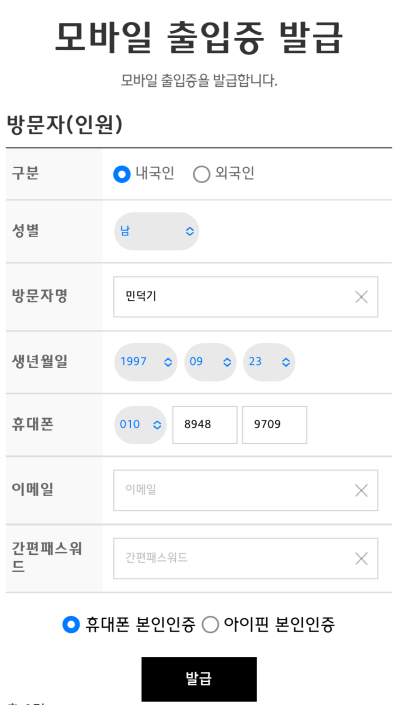 모바일 출입증 발급
모바일 출입증을 발급합니다.
방문자(인원)
구분 내국인 외국인
성별 남
방문자명 민덕기
생년월일 1997 09 23
휴대폰 010 8948 9709
이메일 이메일
간편패스워
드 간편패스워드
휴대폰 본인인증 아이핀 본인인증
발급